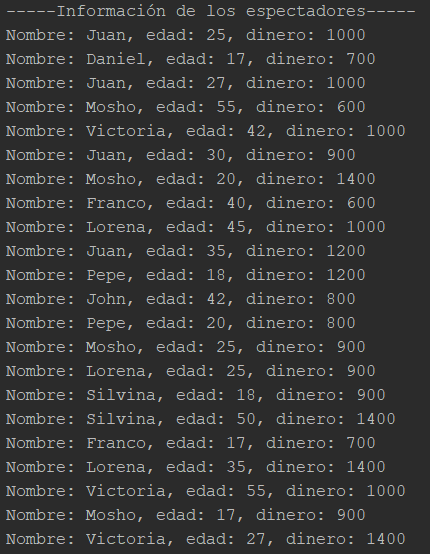 -----Información de los espectadores-----
Nombre: Juan, edad: 25, dinero: 1000
Nombre: Daniel, edad: 17, dinero: 700
Nombre: Juan, edad: 27, dinero: 1000
Nombre: Mosho, edad: 55, dinero: 600
Nombre: Victoria, edad: 42, dinero: 1000
Nombre: Juan, edad: 30, dinero: 900
Nombre: Mosho, edad: 20, dinero: 1400
Nombre: Franco, edad: 40, dinero: 600
Nombre: Lorena, edad: 45, dinero: 1000
Nombre: Juan, edad: 35, dinero: 1200
Nombre: Pepe, edad: 18, dinero: 1200
Nombre: John, edad: 42, dinero: 800
Nombre: Pepe, edad: 20, dinero: 800
Nombre: Mosho, edad: 25, dinero: 900
Nombre: Lorena, edad: 25, dinero: 900
Nombre: Silvina, edad: 18, dinero: 900
Nombre: Silvina, edad: 50, dinero: 1400
Nombre: Franco, edad: 17, dinero: 700
Nombre: Lorena, edad: 35, dinero: 1400
Nombre: Victoria, edad: 55, dinero: 1000
Nombre: Mosho, edad: 17, dinero: 900
Nombre: Victoria, edad: 27, dinero: 1400